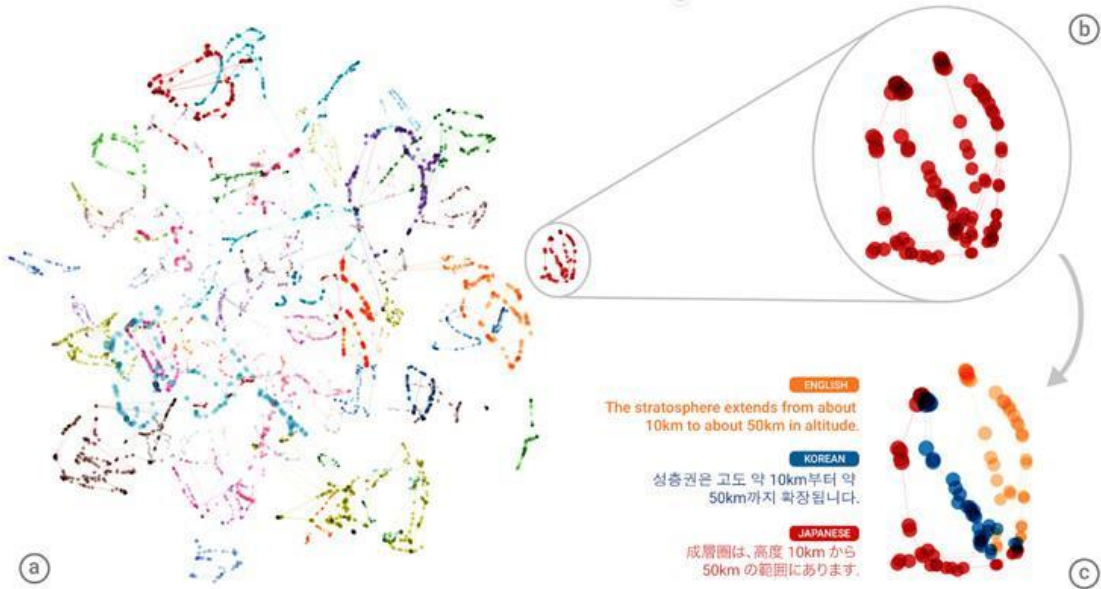 b
ENGLISH
The stratosphere extends from about
10km to about 50km in altitude.
KOREAN
성층권은 고도 약 10km부터 약
50km까지 확장됩니다.
JAPANESE
成層圏は、高度 10km から
50km の範囲にあります。
a
c